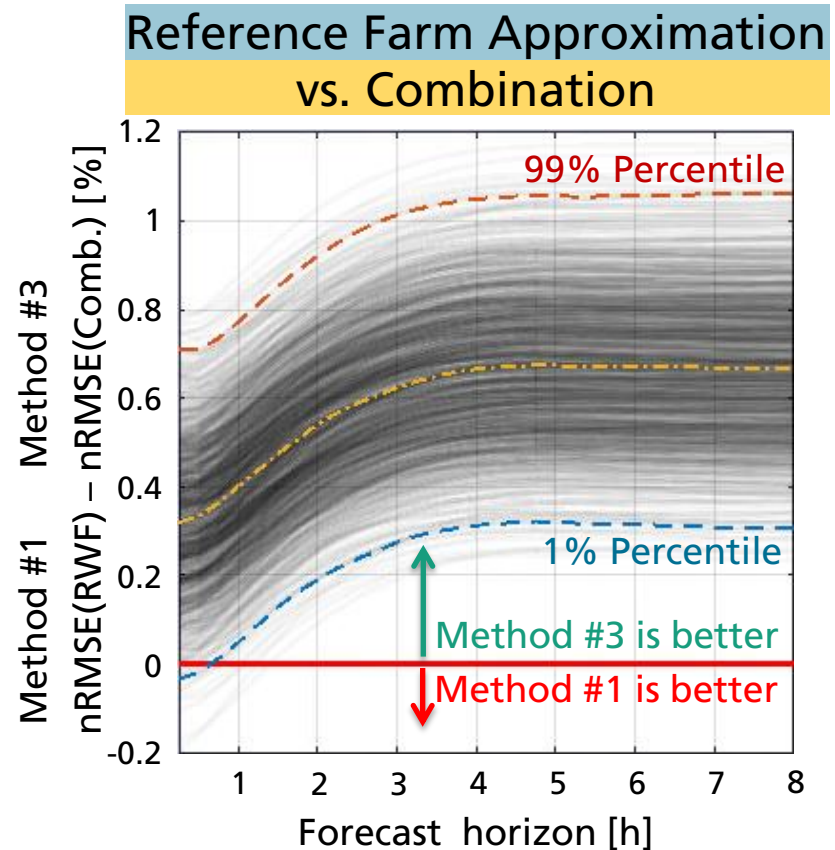 Reference Farm Approximation
vs. Combination
Method #1 Method #3
nRMSE(RWF) – nRMSE(Comb.) [%]
1.2
1
0.8
0.6
0.4
0.2
0
-0.2
99% Percentile
1% Percentile
Method #3 is better
Method #1 is better
1 2 3 4 5 6 7 8
Forecast horizon [h]